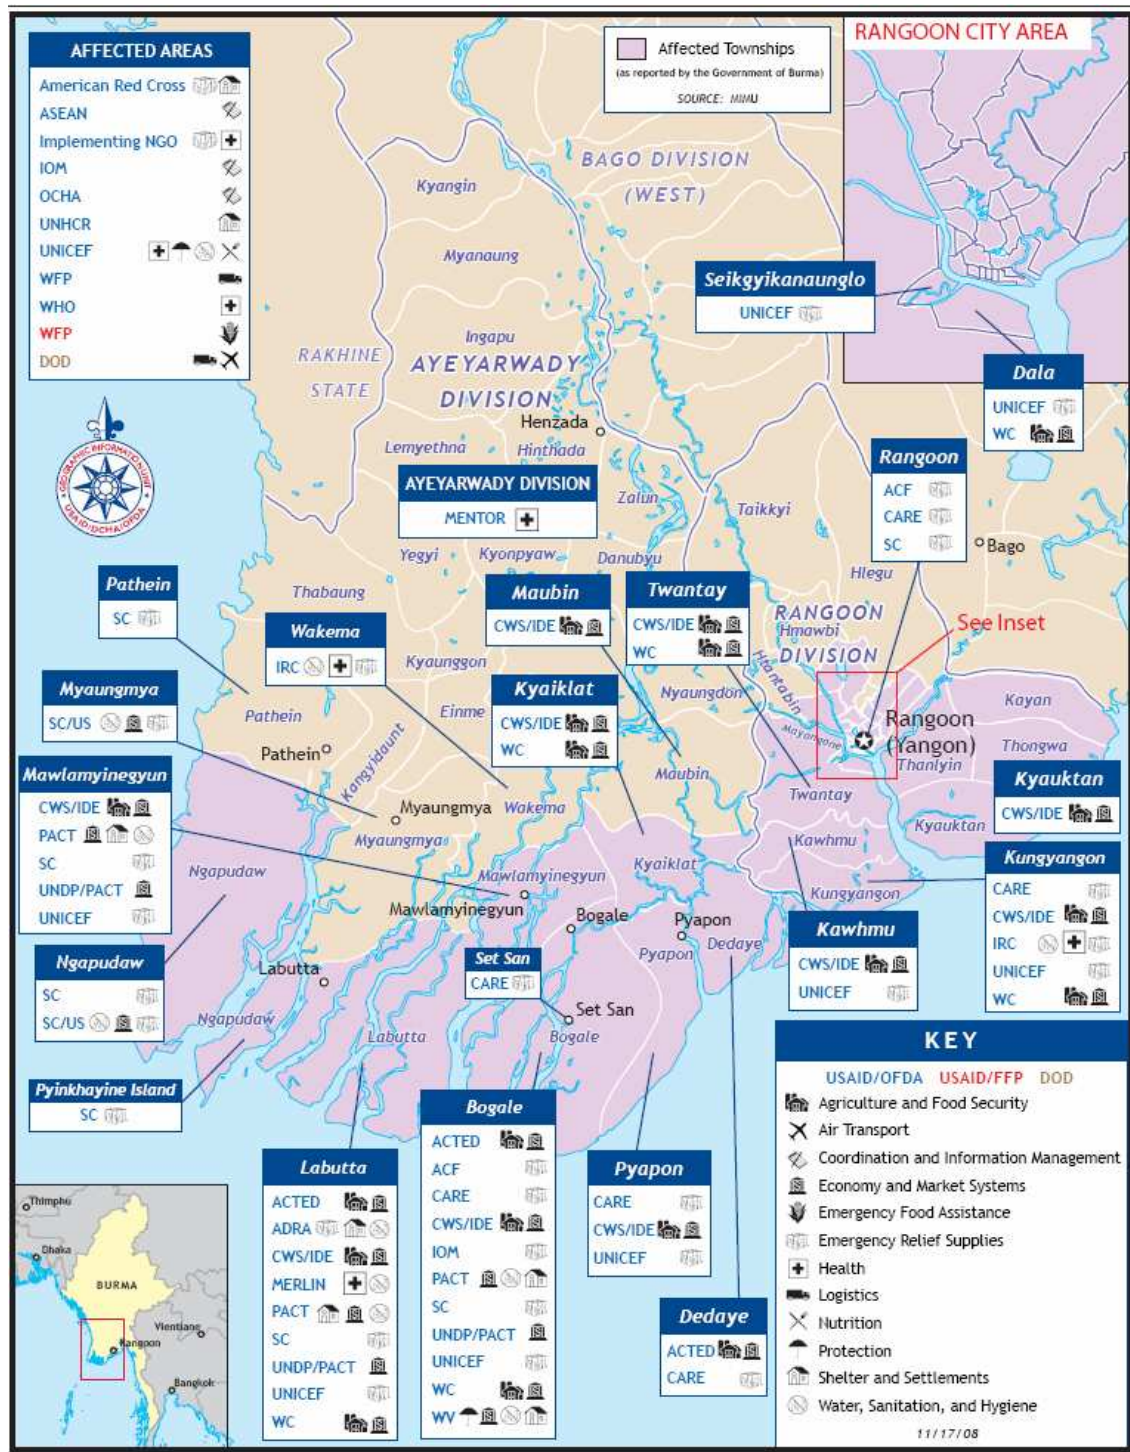 AFFECTED AREAS
American Red Cross
ASEAN
Implementing NGO
IOM
OCHA
UNHCR
UNICEF
WFP
WHO
WFP
DOD
Affected Townships
(as reported by the Government of Burma)
SOURCE: MIMU
RANGOON CITY AREA
GEOGRAPHIC INFORMATION UNIT
USAID/DCHA/OFDA
BAGO DIVISION
(WEST)
Kyangin
Myanaung
Ingapu
RAKHINE
STATE
AYEYARWADY
DIVISION
Henzada
Lemyethna
Hinthada
Zalun
Taikkyi
Yegyi
Kyonpyaw
Danubyu
Hlegu
Bago
Thabaung
RANGOON
DIVISION
Hmawbi
Htantabin
See Inset
Kyaunggon
Nyaungdon
Kayan
Pathein
Einme
Mayangone
Rangoon
(Yangon)
Thongwa
Pathein
Kangyidaunt
Maubin
Thanlyin
Myaungmya
Wakema
Twantay
Myaungmya
Kyauktan
Kawhmu
Ngapudaw
Mawlamyinegyun
Kyaiklat
Kungyangon
Mawlamyinegyun
Bogale
Pyapon
Pyapon
Dedaye
Labutta
Set San
Ngapudaw
Labutta
Bogale
Seikgyikanaunglo
UNICEF
Dala
UNICEF
WC
Rangoon
ACF
CARE
SC
AYEYARWADY DIVISION
MENTOR
Pathein
SC
Wakema
IRC
Maubin
CWS/IDE
Twantay
CWS/IDE
WC
Myaungmya
SC/US
Kyaiklat
CWS/IDE
WC
Mawlamyinegyun
CWS/IDE
PACT
SC
UNDP/PACT
UNICEF
Kyauktan
CWS/IDE
Kungyangon
CARE
CWS/IDE
IRC
UNICEF
WC
Kawhmu
CWS/IDE
UNICEF
Set San
CARE
Ngapudaw
SC
SC/US
Pyinkhayine Island
SC
Labutta
ACTED
ADRA
CWS/IDE
MERLIN
PACT
SC
UNDP/PACT
UNICEF
WC
Bogale
ACTED
ACF
CARE
CWS/IDE
IOM
PACT
SC
UNDP/PACT
UNICEF
WC
WV
Pyapon
CARE
CWS/IDE
UNICEF
Dedaye
ACTED
CARE
KEY
USAID/OFDA USAID/FFP DOD
Agriculture and Food Security
Air Transport
Coordination and Information Management
Economy and Market Systems
Emergency Food Assistance
Emergency Relief Supplies
Health
Logistics
Nutrition
Protection
Shelter and Settlements
Water, Sanitation, and Hygiene
11/17/08
Thimphu
Dhaka
BURMA
Vientiane
Rangoon
Bangkok